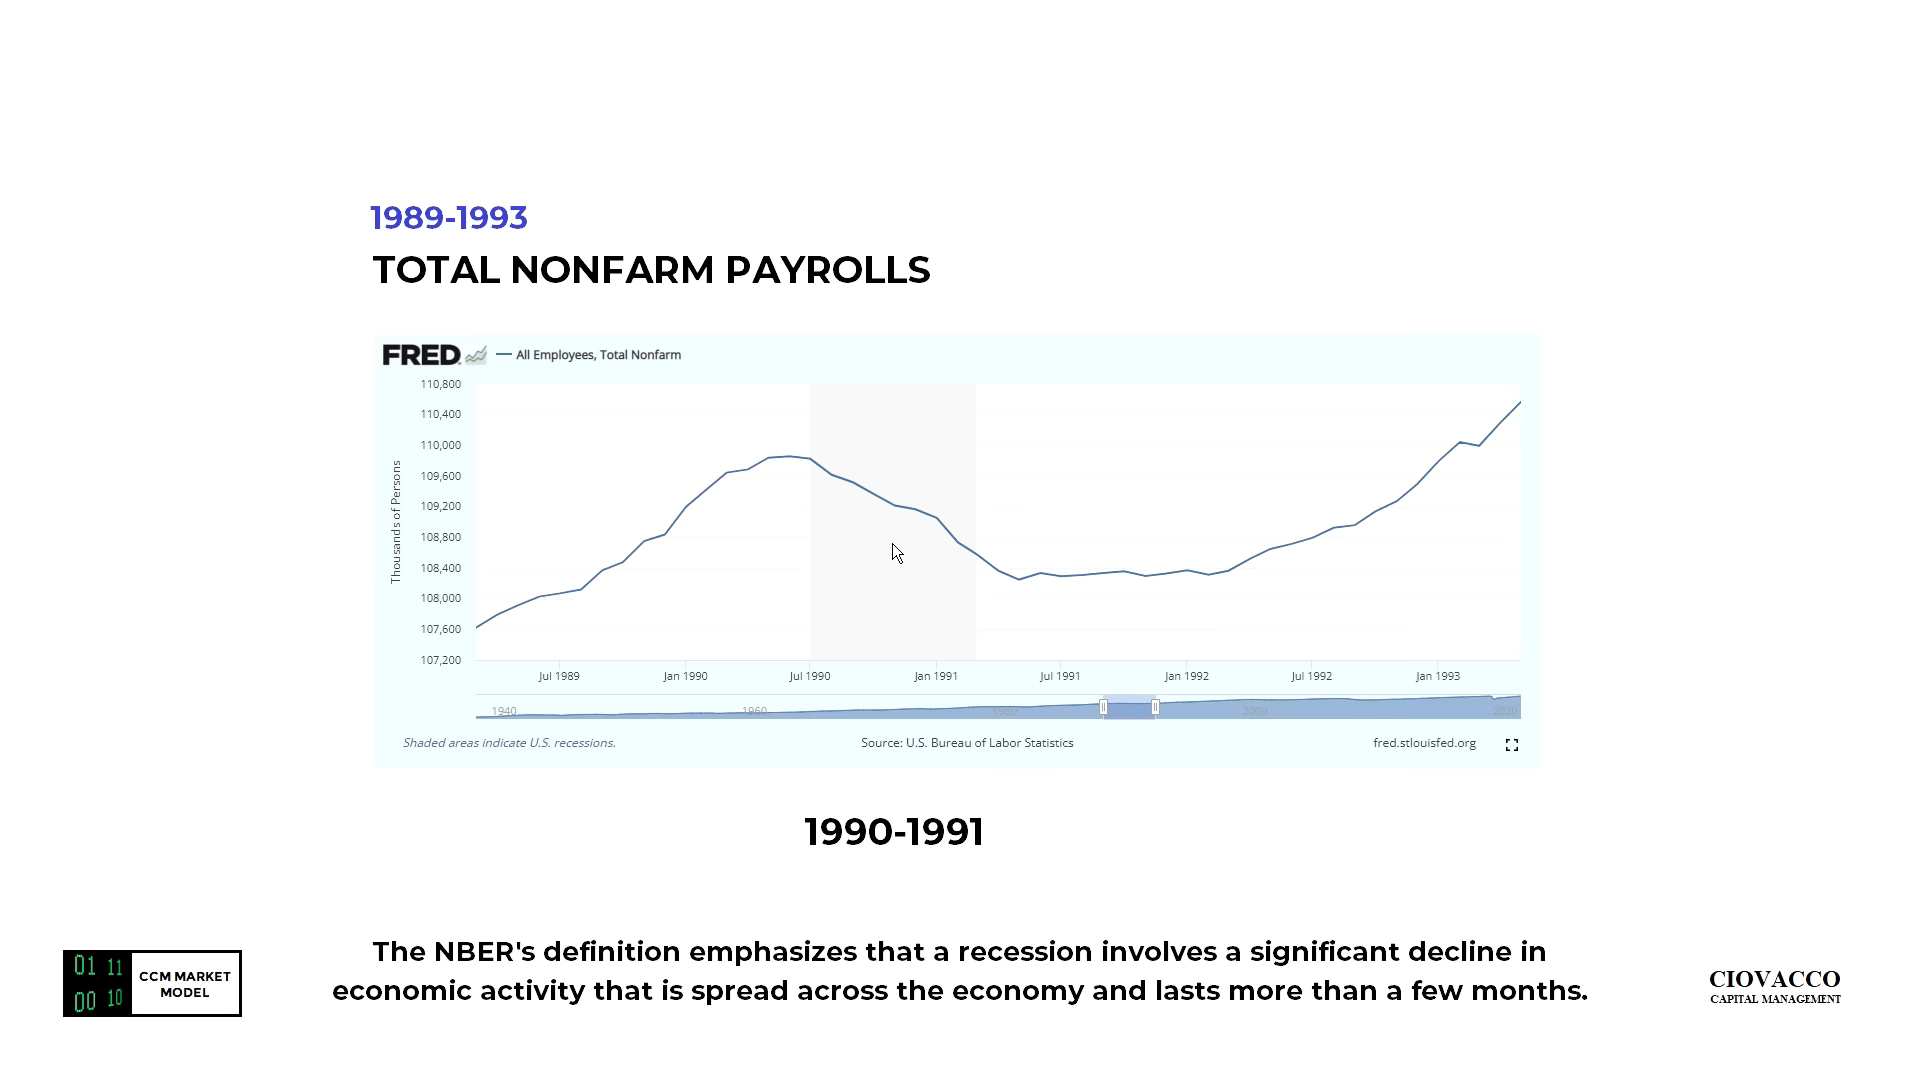 1989-1993
TOTAL NONFARM PAYROLLS
FRED All Employees, Total Nonfarm
Thousands of Persons
110,800
110,400
110,000
109,600
109,200
108,800
108,400
108,000
107,600
107,200
Jul 1989 Jan 1990 Jul 1990 Jan 1991 Jul 1991 Jan 1992 Jul 1992 Jan 1993
1940 1960 1980 2000 2020
Shaded areas indicate U.S. recessions. Source: U.S. Bureau of Labor Statistics fred.stlouisfed.org
1990-1991
The NBER's definition emphasizes that a recession involves a significant decline in
economic activity that is spread across the economy and lasts more than a few months.
01 11
00 10
CCM MARKET
MODEL
CIOVACCO
CAPITAL MANAGEMENT